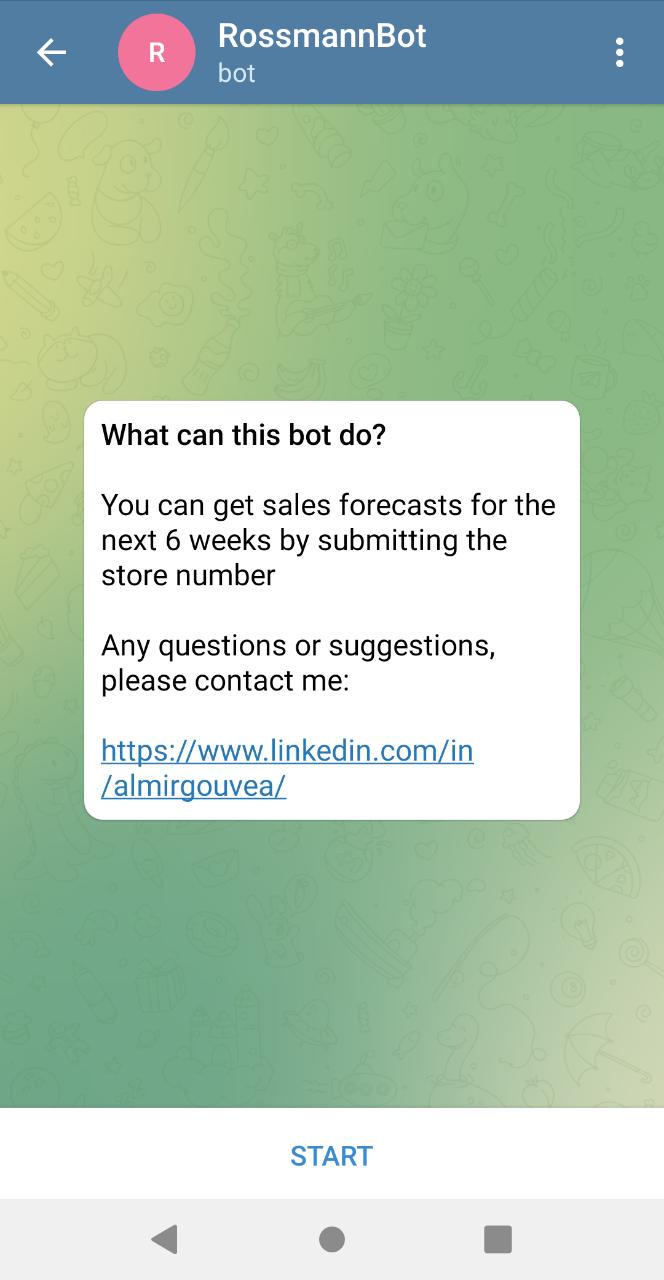 R
RossmannBot
bot
What can this bot do?
You can get sales forecasts for the
next 6 weeks by submitting the
store number
Any questions or suggestions,
please contact me:
https://www.linkedin.com/in
/almirgouvea/
START